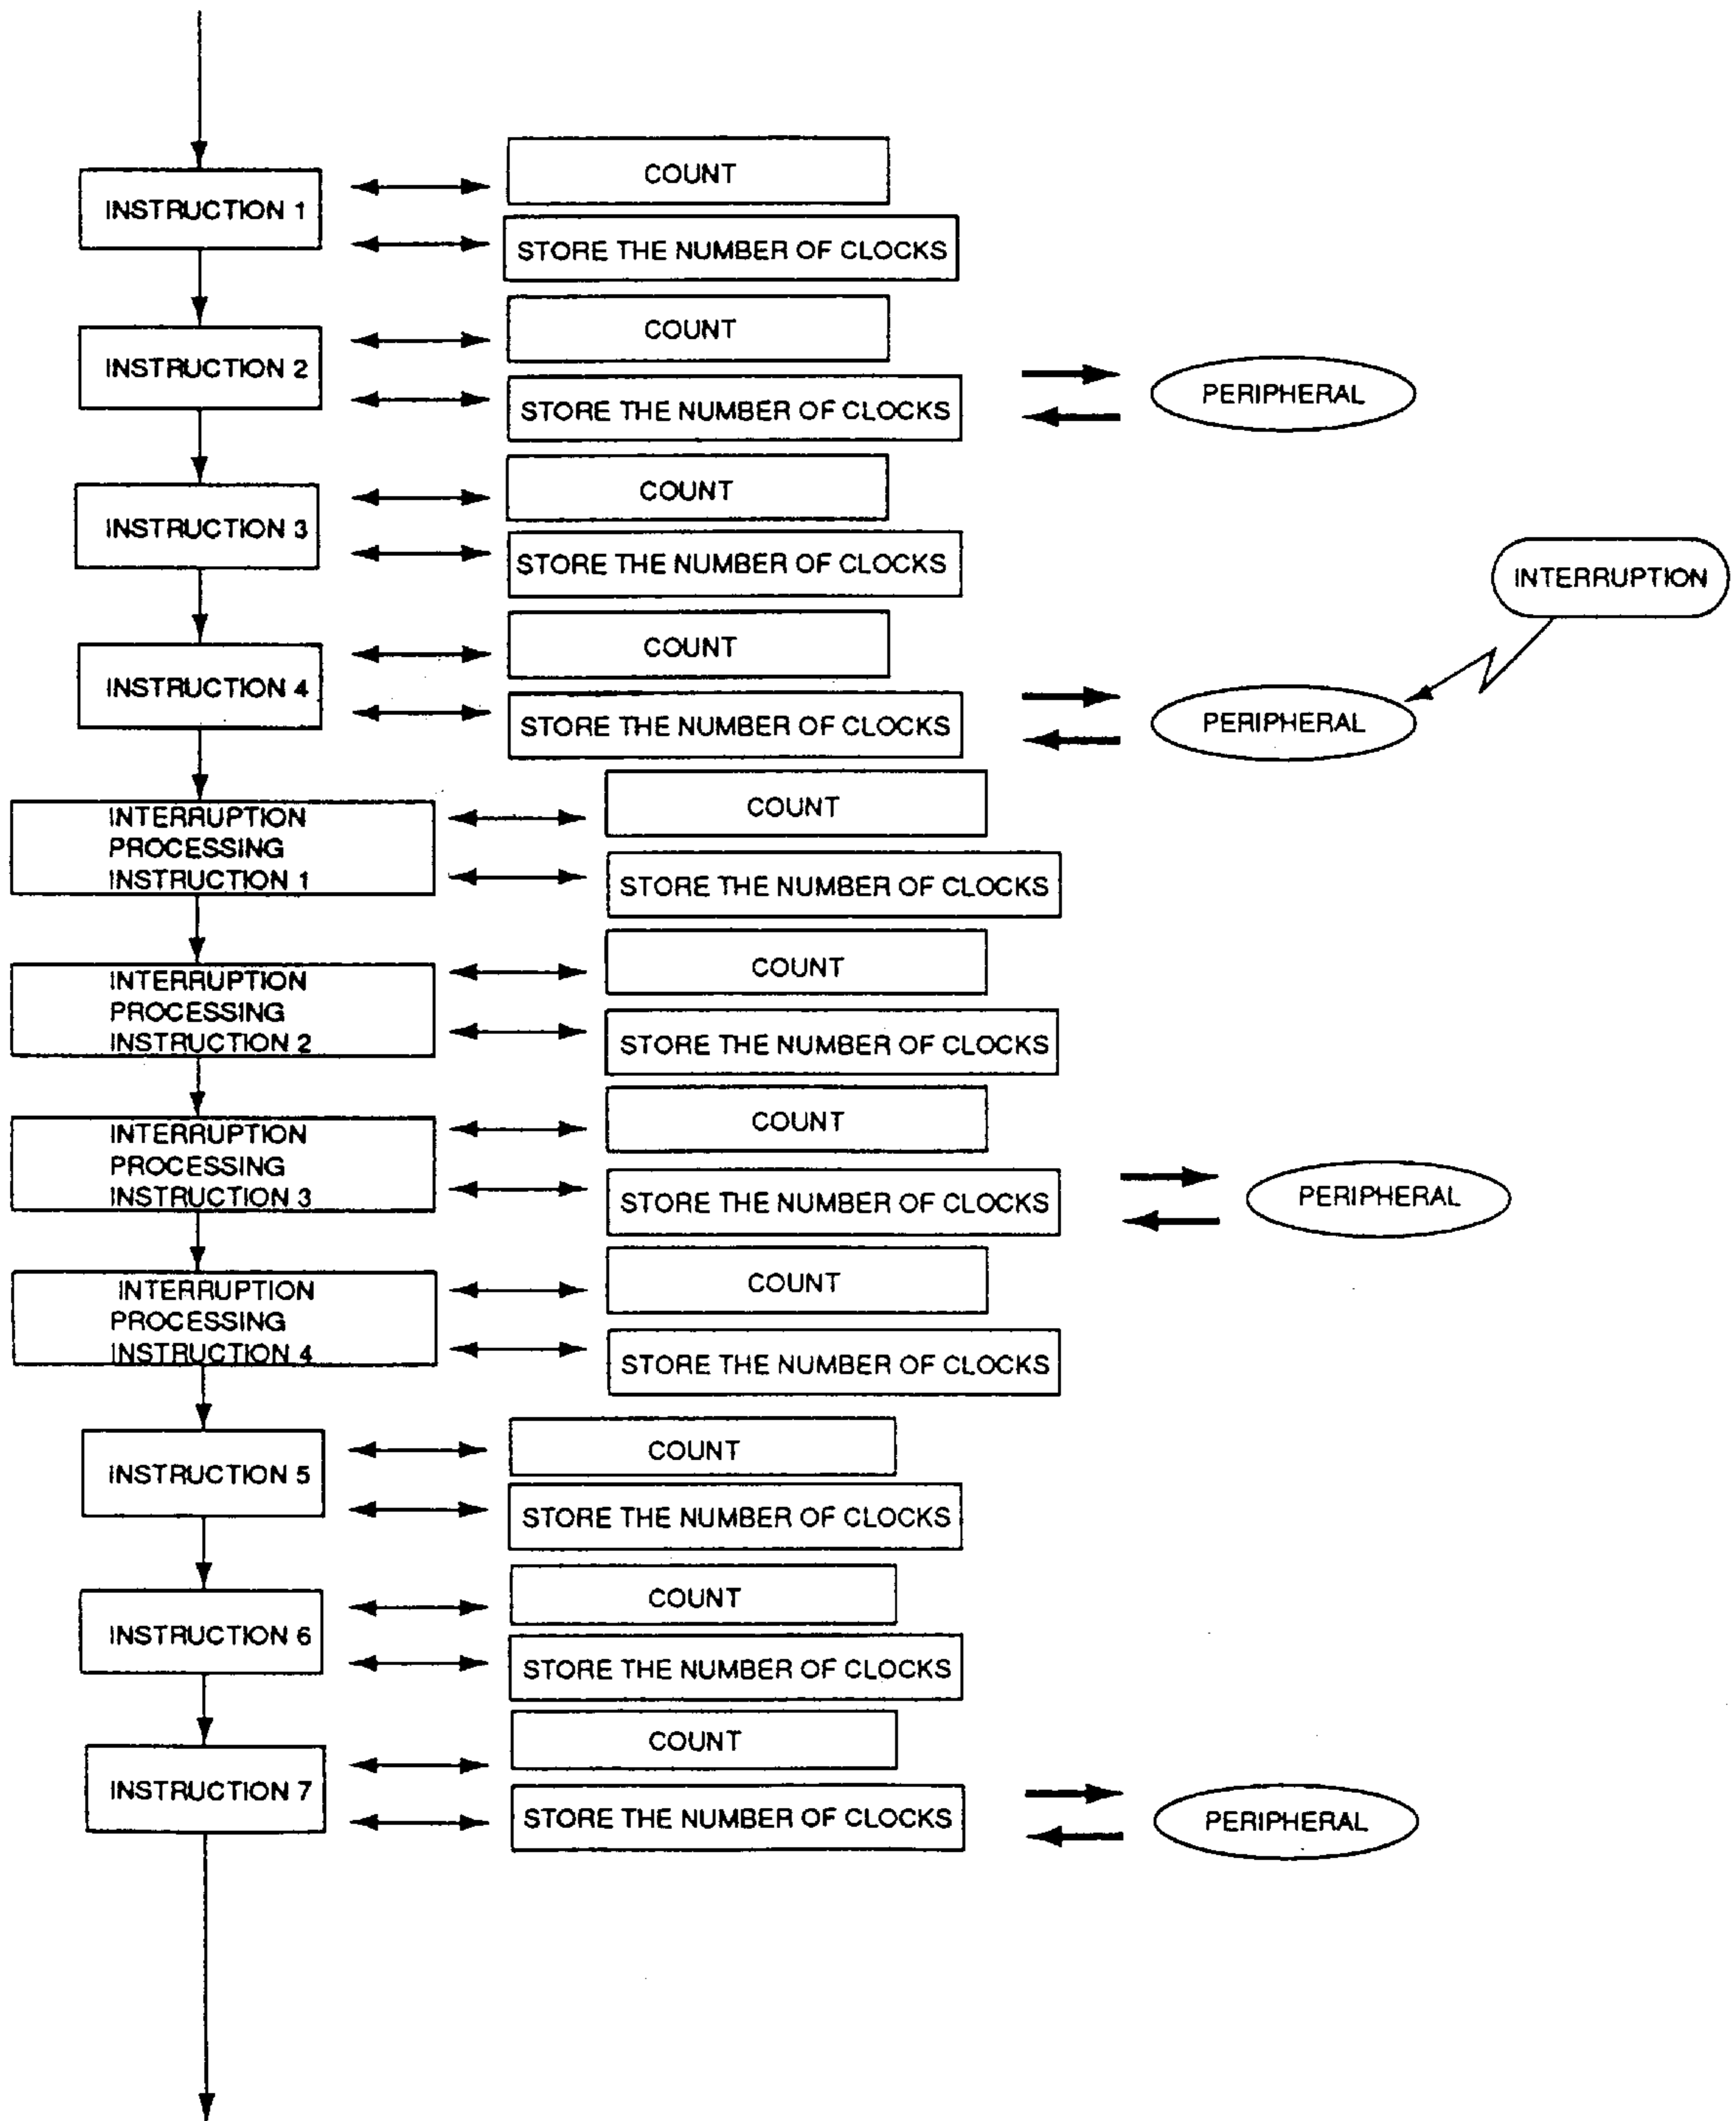 COUNT
INSTRUCTION 1
STORE THE NUMBER OF CLOCKS
COUNT
INSTRUCTION 2
STORE THE NUMBER OF CLOCKS
PERIPHERAL
COUNT
INSTRUCTION 3
STORE THE NUMBER OF CLOCKS
INTERRUPTION
COUNT
INSTRUCTION 4
STORE THE NUMBER OF CLOCKS
PERIPHERAL
INTERRUPTION
PROCESSING
INSTRUCTION 1
COUNT
STORE THE NUMBER OF CLOCKS
INTERRUPTION
PROCESSING
INSTRUCTION 2
COUNT
STORE THE NUMBER OF CLOCKS
INTERRUPTION
PROCESSING
INSTRUCTION 3
COUNT
STORE THE NUMBER OF CLOCKS
PERIPHERAL
INTERRUPTION
PROCESSING
INSTRUCTION 4
COUNT
STORE THE NUMBER OF CLOCKS
COUNT
INSTRUCTION 5
STORE THE NUMBER OF CLOCKS
COUNT
INSTRUCTION 6
STORE THE NUMBER OF CLOCKS
COUNT
INSTRUCTION 7
STORE THE NUMBER OF CLOCKS
PERIPHERAL